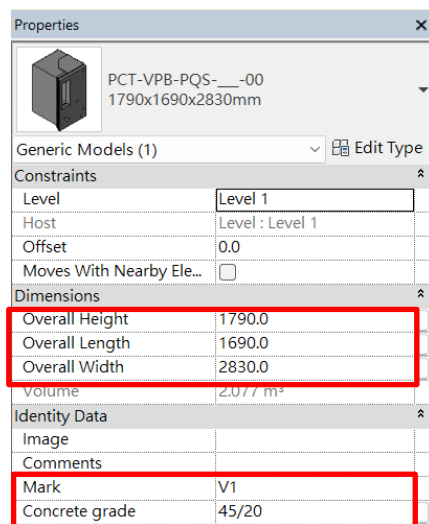 Properties
PCT-VPB-PQS-___-00
1790x1690x2830mm
Generic Models (1) Edit Type
Constraints
Level Level 1
Host Level : Level 1
Offset 0.0
Moves With Nearby Ele...
Dimensions
Overall Height 1790.0
Overall Length 1690.0
Overall Width 2830.0
Volume 2.077 m³
Identity Data
Image
Comments
Mark V1
Concrete grade 45/20